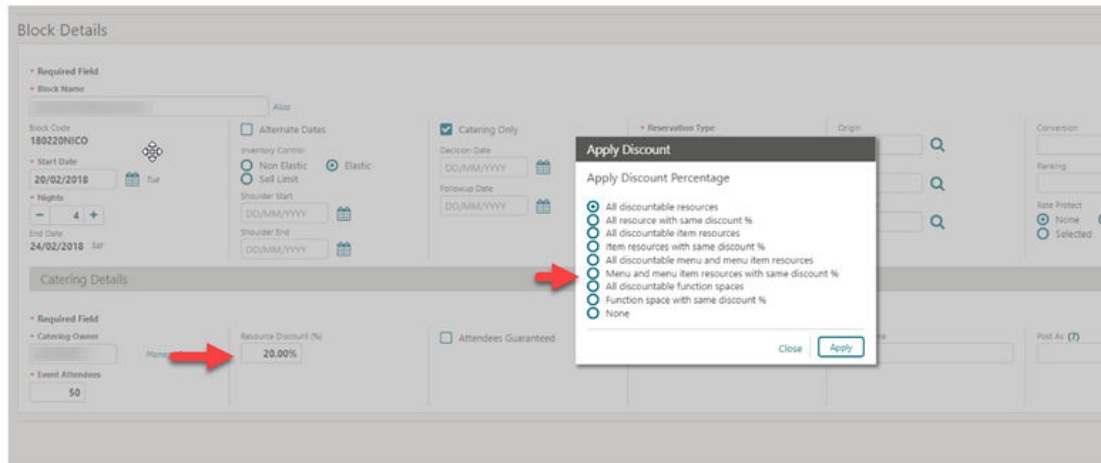 Block Details
* Required Field
* Block Name
Alias
Block Code
180220NICO
* Start Date
20/02/2018 Tue
* Nights
− 4 +
End Date
24/02/2018 Sat
Alternate Dates
Inventory Control
Non Elastic Elastic
Sell Limit
Shoulder Start
DD/MM/YYYY
Shoulder End
DD/MM/YYYY
Catering Only
Decision Date
DD/MM/YYYY
Followup Date
DD/MM/YYYY
* Reservation Type
Origin
Conversion
Ranking
Rate Protect
None
Selected
Apply Discount
Apply Discount Percentage
All discountable resources
All resource with same discount %
All discountable item resources
Item resources with same discount %
All discountable menu and menu item resources
Menu and menu item resources with same discount %
All discountable function spaces
Function space with same discount %
None
Close Apply
Catering Details
* Required Field
* Catering Owner
* Event Attendees
50
Resource Discount (%)
20.00%
Attendees Guaranteed
Post As (?)